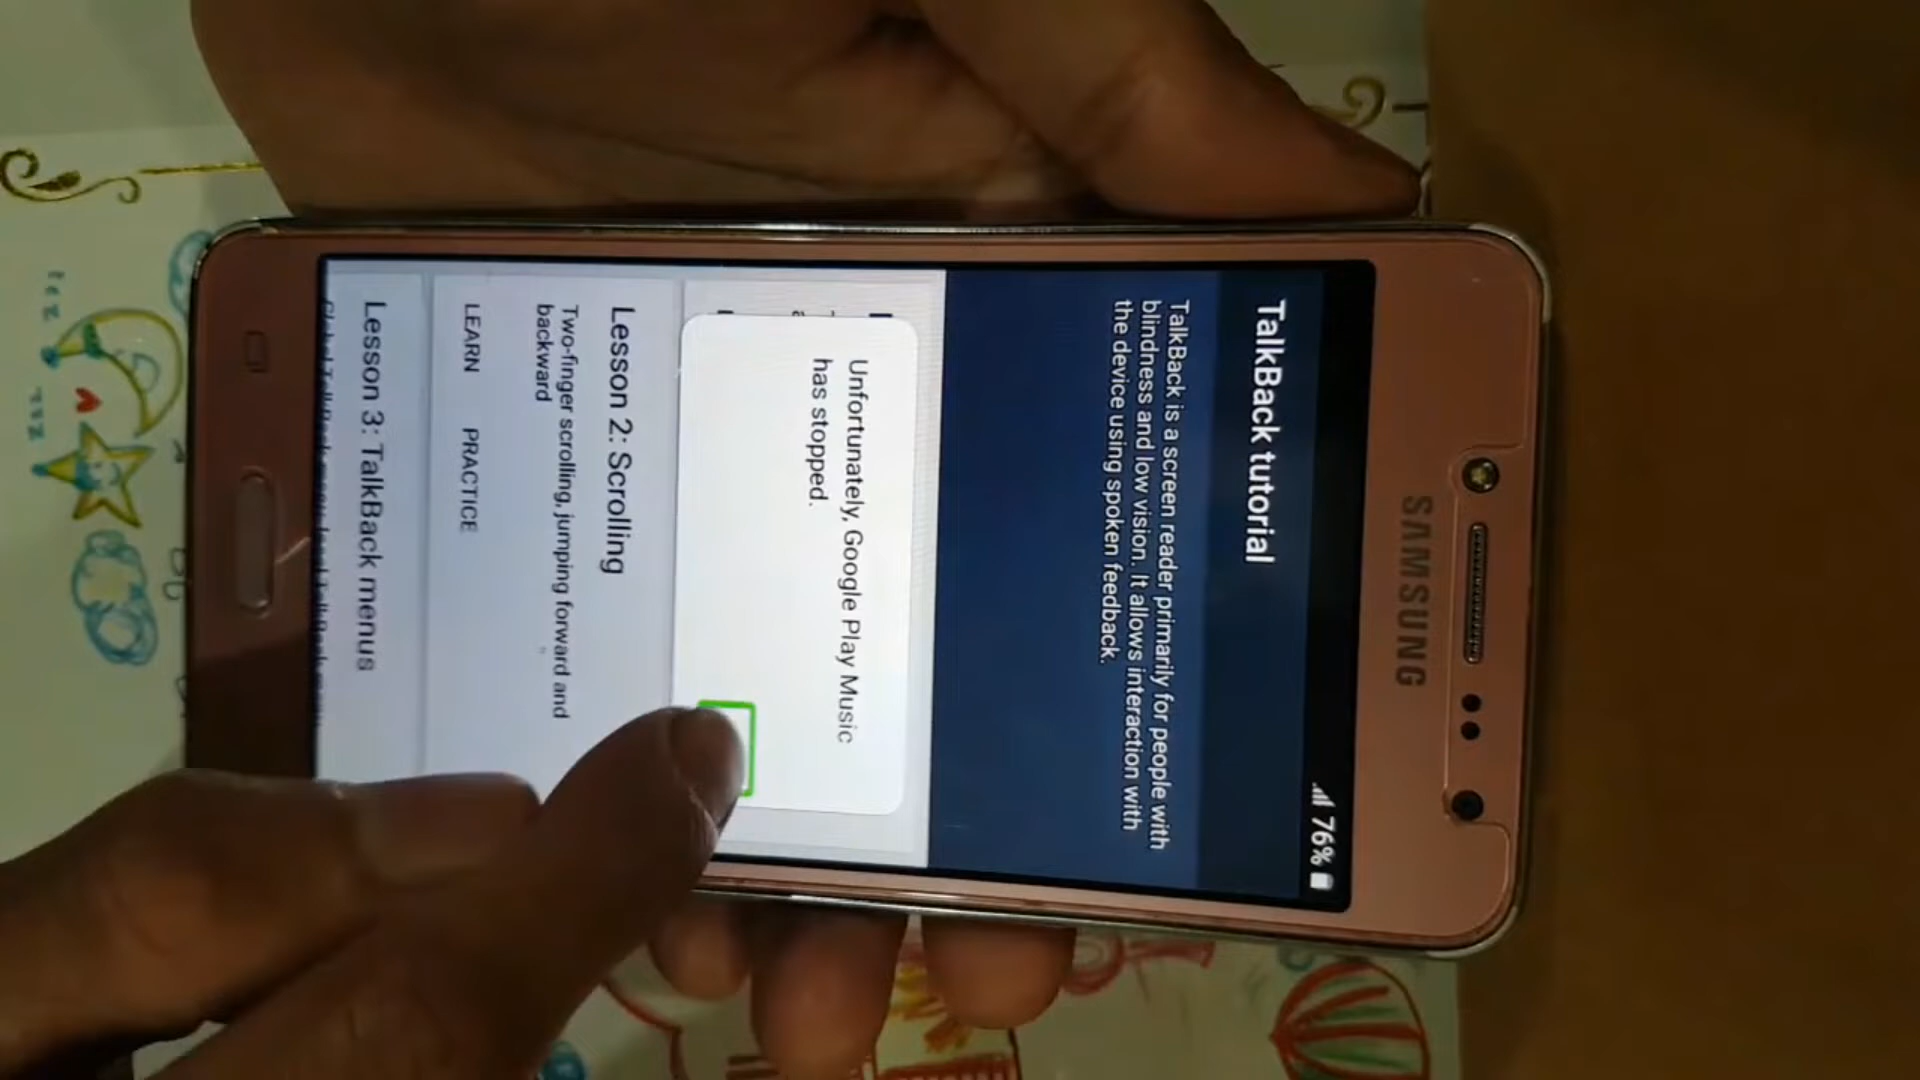 SAMSUNG
76%
TalkBack tutorial
TalkBack is a screen reader primarily for people with
blindness and low vision. It allows interaction with
the device using spoken feedback.
Unfortunately, Google Play Music
has stopped.
Lesson 2: Scrolling
Two-finger scrolling, jumping forward and
backward
LEARN PRACTICE
Lesson 3: TalkBack menus